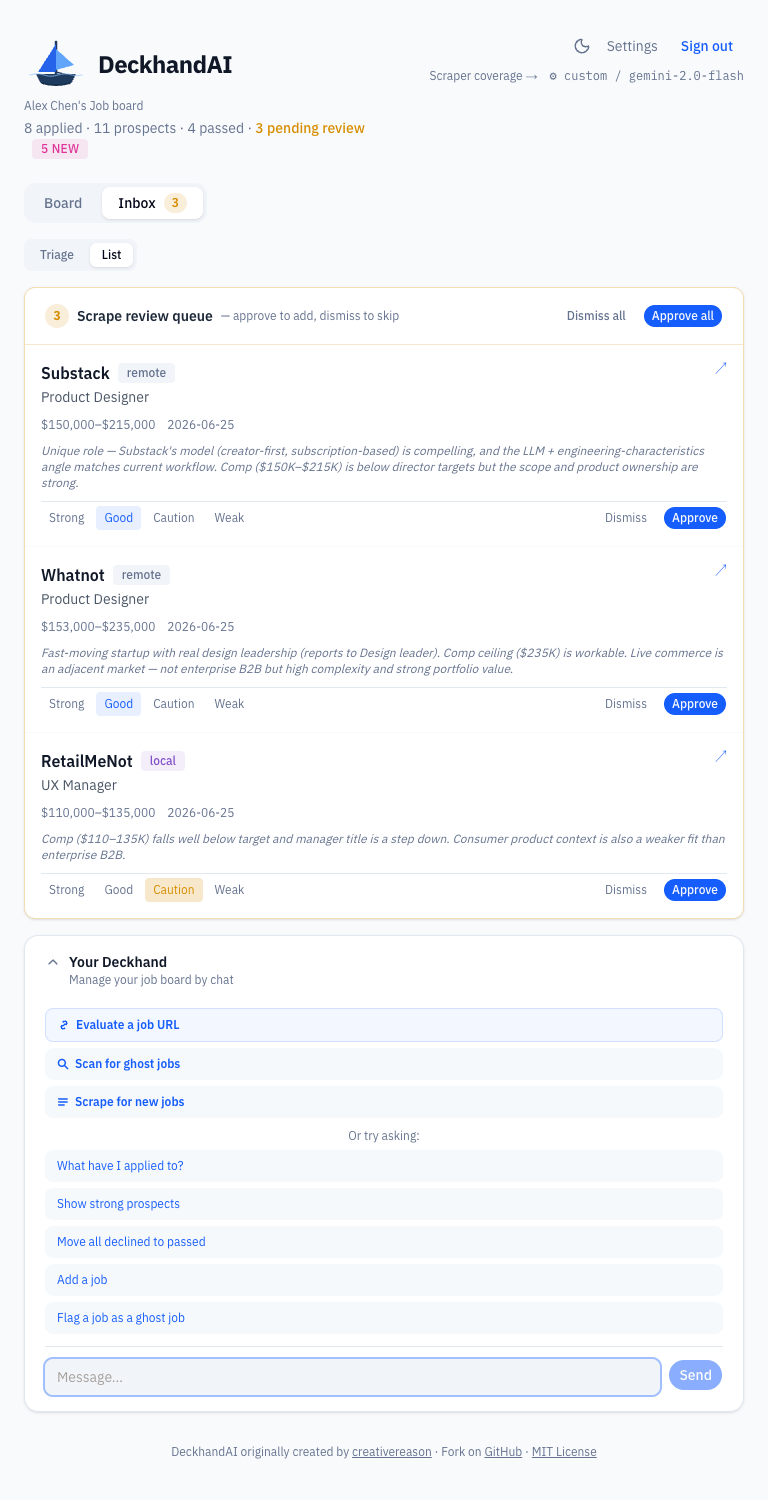 DeckhandAI
Settings
Sign out
Scraper coverage → ⚙ custom / gemini-2.0-flash
Alex Chen's Job board
8 applied · 11 prospects · 4 passed · 3 pending review
5 NEW
Board
Inbox 3
Triage
List
3 Scrape review queue — approve to add, dismiss to skip
Dismiss all
Approve all
Substack remote
↗
Product Designer
$150,000–$215,000 2026-06-25
Unique role — Substack's model (creator-first, subscription-based) is compelling, and the LLM + engineering-characteristics
angle matches current workflow. Comp ($150K–$215K) is below director targets but the scope and product ownership are
strong.
Strong Good Caution Weak
Dismiss Approve
Whatnot remote
↗
Product Designer
$153,000–$235,000 2026-06-25
Fast-moving startup with real design leadership (reports to Design leader). Comp ceiling ($235K) is workable. Live commerce is
an adjacent market — not enterprise B2B but high complexity and strong portfolio value.
Strong Good Caution Weak
Dismiss Approve
RetailMeNot local
↗
UX Manager
$110,000–$135,000 2026-06-25
Comp ($110–135K) falls well below target and manager title is a step down. Consumer product context is also a weaker fit than
enterprise B2B.
Strong Good Caution Weak
Dismiss Approve
Your Deckhand
Manage your job board by chat
Evaluate a job URL
Scan for ghost jobs
Scrape for new jobs
Or try asking:
What have I applied to?
Show strong prospects
Move all declined to passed
Add a job
Flag a job as a ghost job
Message...
Send
DeckhandAI originally created by creativereason · Fork on GitHub · MIT License